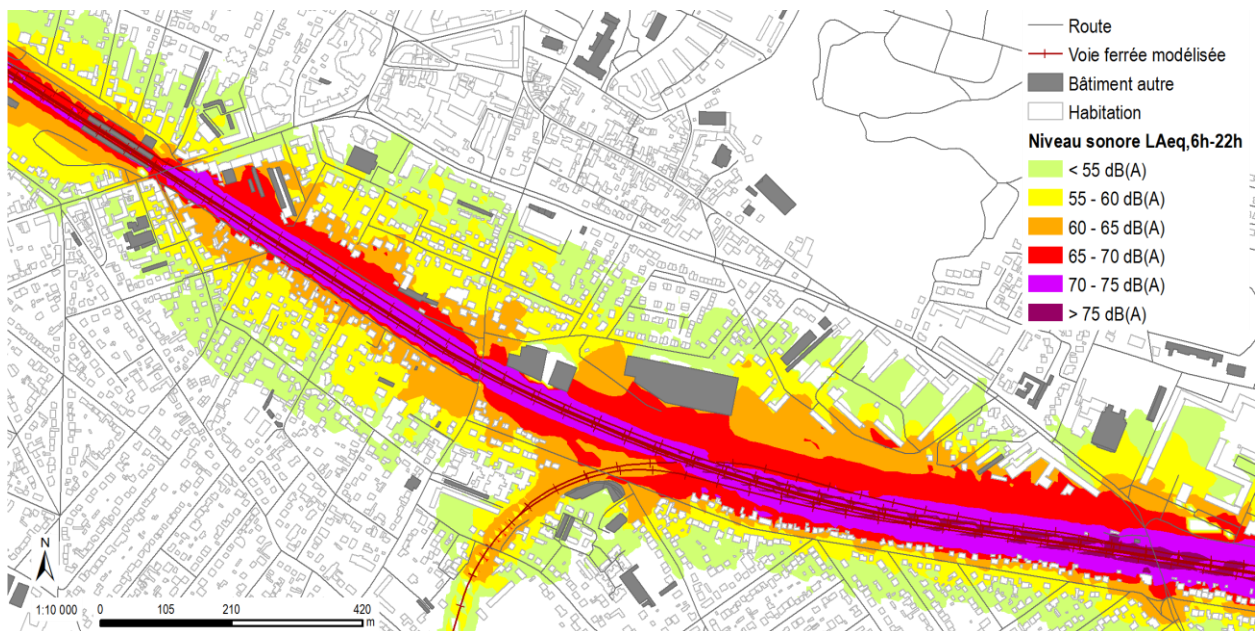 Route
Voie ferrée modélisée
Bâtiment autre
Habitation
Niveau sonore LAeq,6h-22h
< 55 dB(A)
55 - 60 dB(A)
60 - 65 dB(A)
65 - 70 dB(A)
70 - 75 dB(A)
> 75 dB(A)
N
1:10 000 0 105 210 420
m